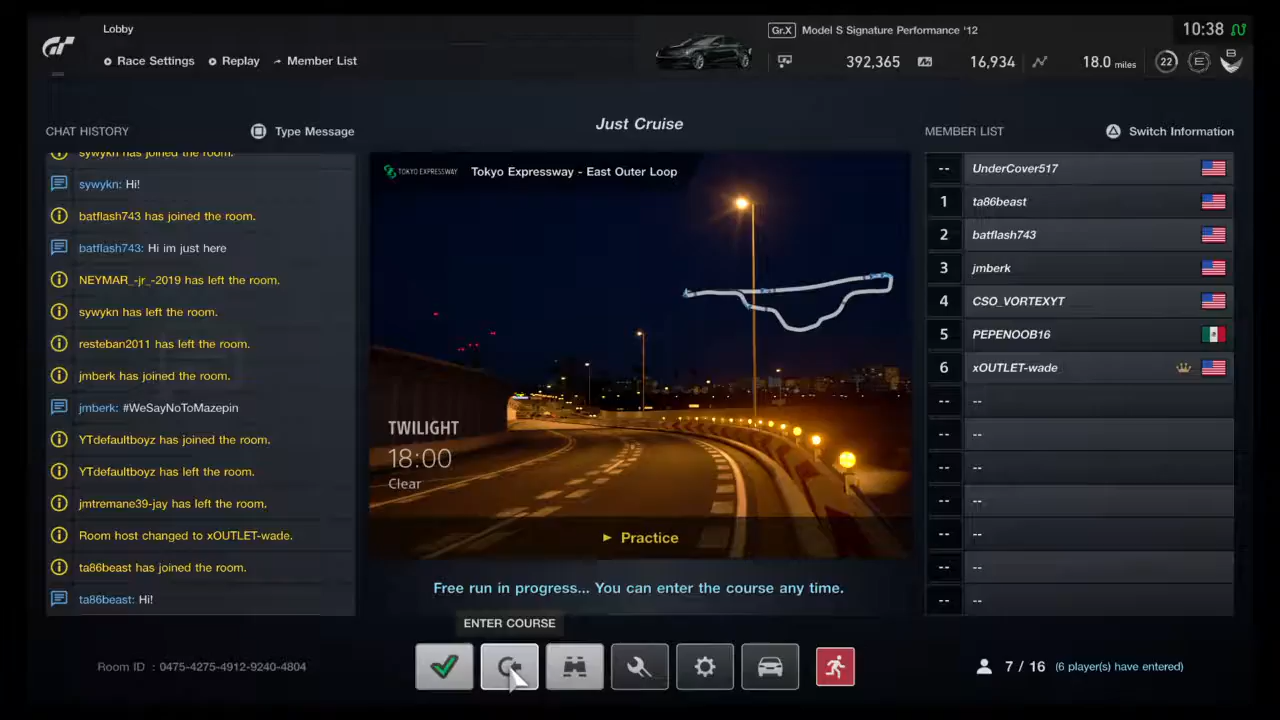 Lobby
Race Settings
Replay
Member List
Gr.X
Model S Signature Performance '12
392,365
16,934
18.0 miles
22
E
B
10:38
CHAT HISTORY
Type Message
sywykn has joined the room.
sywykn: Hi!
batflash743 has joined the room.
batflash743: Hi im just here
NEYMAR_-jr_-2019 has left the room.
sywykn has left the room.
resteban2011 has left the room.
jmberk has joined the room.
jmberk: #WeSayNoToMazepin
YTdefaultboyz has joined the room.
YTdefaultboyz has left the room.
jmtremane39-jay has left the room.
Room host changed to xOUTLET-wade.
ta86beast has joined the room.
ta86beast: Hi!
Just Cruise
TOKYO EXPRESSWAY
Tokyo Expressway - East Outer Loop
TWILIGHT
18:00
Clear
Practice
Free run in progress... You can enter the course any time.
ENTER COURSE
MEMBER LIST
Switch Information
-- UnderCover517
1 ta86beast
2 batflash743
3 jmberk
4 CSO_VORTEXYT
5 PEPENOOB16
6 xOUTLET-wade
-- --
-- --
-- --
-- --
-- --
-- --
-- --
Room ID : 0475-4275-4912-9240-4804
7 / 16
(6 player(s) have entered)